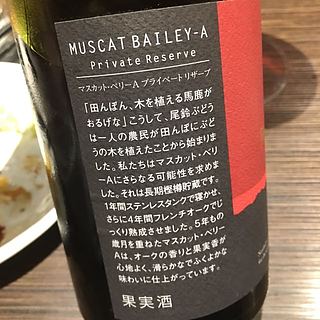 MUSCAT BAILEY-A
Private Reserve
マスカット・ベリーA プライベートリザーブ
「田んぼん、木を植える馬鹿が
おるげな」こうして、尾鈴ぶどう
は一人の農民が田んぼにぶど
うの木を植えたことから始まりま
した。私たちはマスカット・ベリ
ーAにさらなる可能性を求めま
した。それは長期樽貯蔵です。
1年間ステンレスタンクで寝かせ、
さらに4年間フレンチオークでじ
っくり熟成させました。5年もの
歳月を重ねたマスカット・ベリー
Aは、オークの香りと果実香が
心地よく、滑らかでふくよかな
味わいに仕上がっています。
果実酒